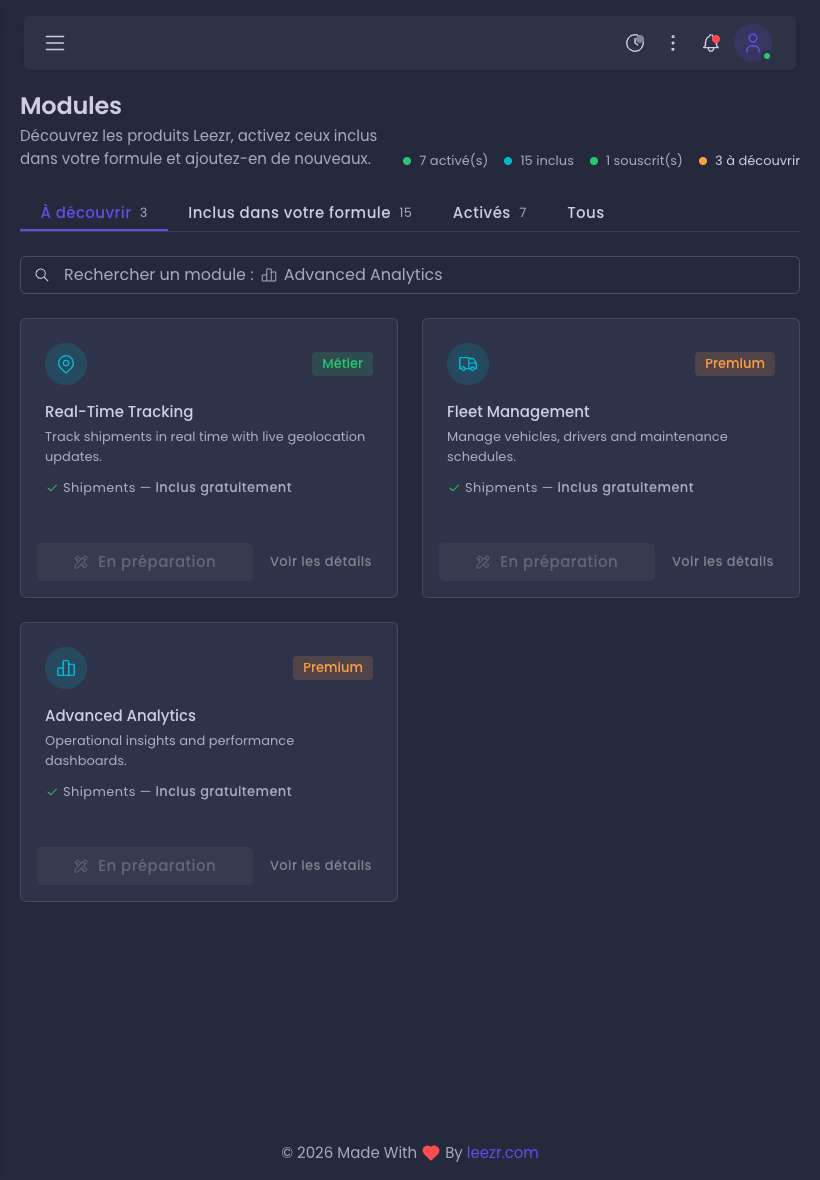 Modules
Découvrez les produits Leezr, activez ceux inclus
dans votre formule et ajoutez-en de nouveaux.
7 activé(s) 15 inclus 1 souscrit(s) 3 à découvrir
À découvrir 3 Inclus dans votre formule 15 Activés 7 Tous
Rechercher un module : Advanced Analytics
Métier
Real-Time Tracking
Track shipments in real time with live geolocation
updates.
Shipments — Inclus gratuitement
En préparation Voir les détails
Premium
Fleet Management
Manage vehicles, drivers and maintenance
schedules.
Shipments — Inclus gratuitement
En préparation Voir les détails
Premium
Advanced Analytics
Operational insights and performance
dashboards.
Shipments — Inclus gratuitement
En préparation Voir les détails
© 2026 Made With By leezr.com